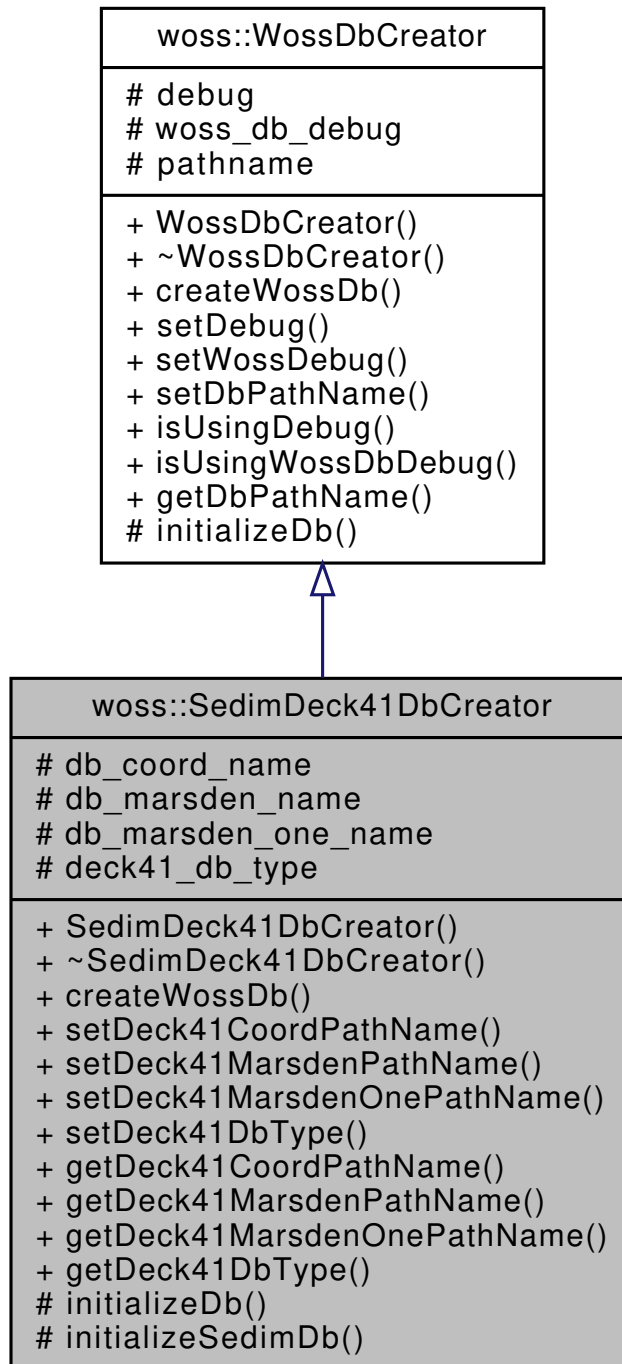 woss::WossDbCreator
# debug
# woss_db_debug
# pathname
+ WossDbCreator()
+ ~WossDbCreator()
+ createWossDb()
+ setDebug()
+ setWossDebug()
+ setDbPathName()
+ isUsingDebug()
+ isUsingWossDbDebug()
+ getDbPathName()
# initializeDb()
woss::SedimDeck41DbCreator
# db_coord_name
# db_marsden_name
# db_marsden_one_name
# deck41_db_type
+ SedimDeck41DbCreator()
+ ~SedimDeck41DbCreator()
+ createWossDb()
+ setDeck41CoordPathName()
+ setDeck41MarsdenPathName()
+ setDeck41MarsdenOnePathName()
+ setDeck41DbType()
+ getDeck41CoordPathName()
+ getDeck41MarsdenPathName()
+ getDeck41MarsdenOnePathName()
+ getDeck41DbType()
# initializeDb()
# initializeSedimDb()